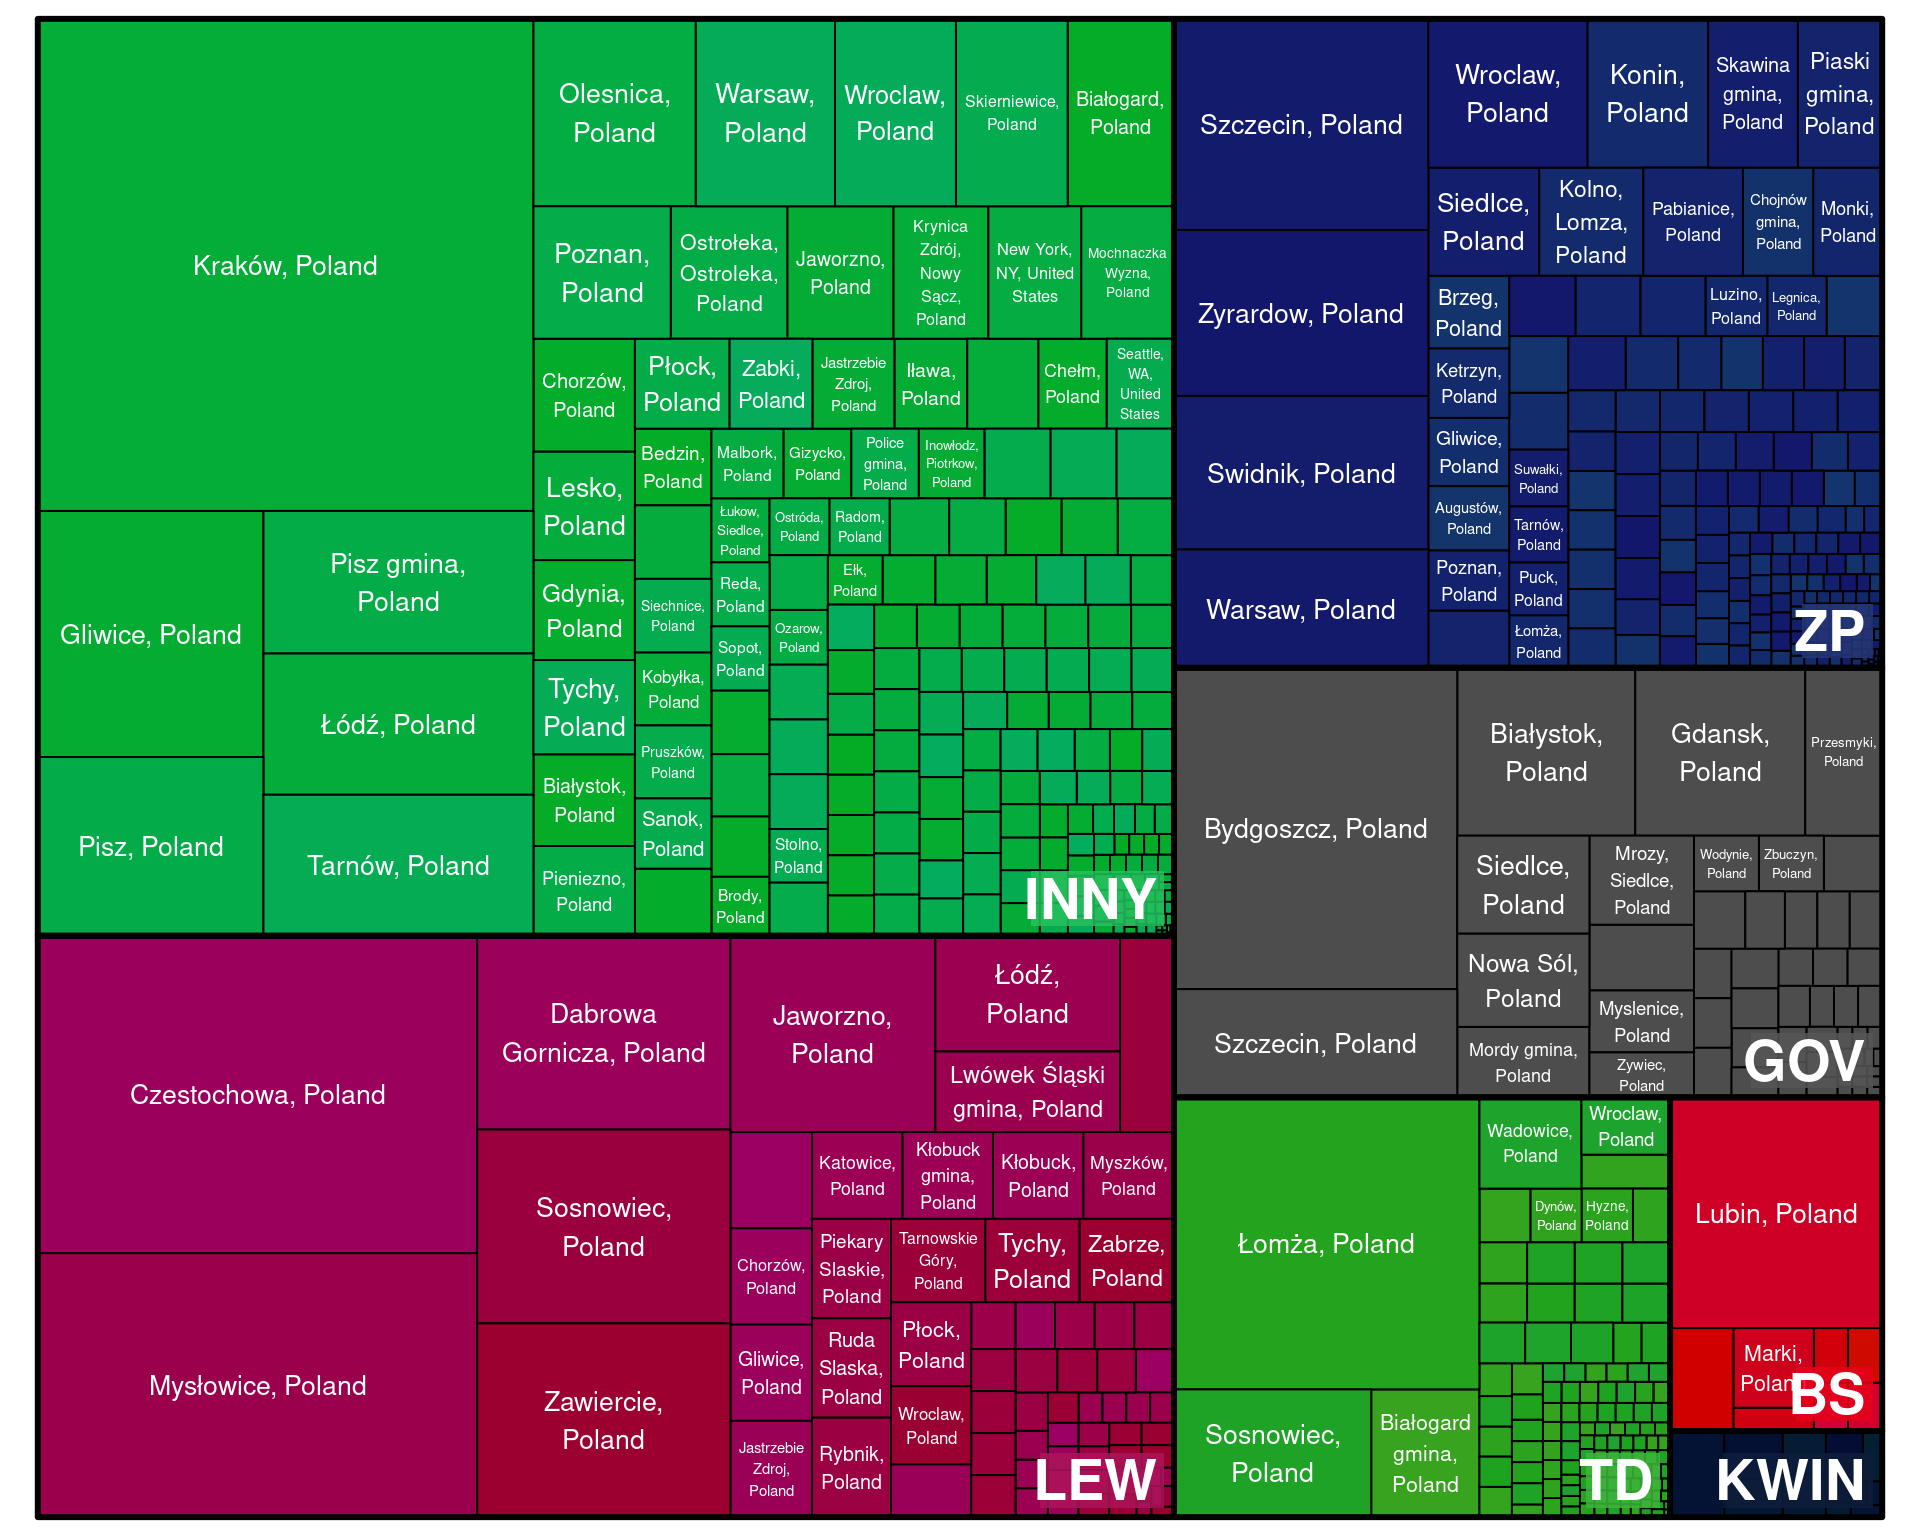 Kraków, Poland
Gliwice, Poland
Pisz, Poland
Pisz gmina,
Poland
Łódź, Poland
Tarnów, Poland
Olesnica,
Poland
Warsaw,
Poland
Wroclaw,
Poland
Skierniewice,
Poland
Białogard,
Poland
Poznan,
Poland
Ostrołeka,
Ostroleka,
Poland
Jaworzno,
Poland
Krynica
Zdrój,
Nowy
Sącz,
Poland
New York,
NY, United
States
Mochnaczka
Wyzna,
Poland
Chorzów,
Poland
Lesko,
Poland
Gdynia,
Poland
Tychy,
Poland
Białystok,
Poland
Pieniezno,
Poland
Płock,
Poland
Zabki,
Poland
Jastrzebie
Zdroj,
Poland
Iława,
Poland
Chełm,
Poland
Seattle,
WA,
United
States
Bedzin,
Poland
Siechnice,
Poland
Kobyłka,
Poland
Pruszków,
Poland
Sanok,
Poland
Malbork,
Poland
Gizycko,
Poland
Police
gmina,
Poland
Inowłodz,
Piotrkow,
Poland
Łukow,
Siedlce,
Poland
Reda,
Poland
Sopot,
Poland
Brody,
Poland
Ostróda,
Poland
Radom,
Poland
Ozarow,
Poland
Stolno,
Poland
Ełk,
Poland
INNY
Czestochowa, Poland
Mysłowice, Poland
Dabrowa
Gornicza, Poland
Sosnowiec,
Poland
Zawiercie,
Poland
Jaworzno,
Poland
Łódź,
Poland
Lwówek Śląski
gmina, Poland
Chorzów,
Poland
Gliwice,
Poland
Jastrzebie
Zdroj,
Poland
Katowice,
Poland
Kłobuck
gmina,
Poland
Kłobuck,
Poland
Myszków,
Poland
Piekary
Slaskie,
Poland
Ruda
Slaska,
Poland
Rybnik,
Poland
Tarnowskie
Góry,
Poland
Tychy,
Poland
Zabrze,
Poland
Płock,
Poland
Wroclaw,
Poland
LEW
Szczecin, Poland
Zyrardow, Poland
Swidnik, Poland
Warsaw, Poland
Wroclaw,
Poland
Konin,
Poland
Skawina
gmina,
Poland
Piaski
gmina,
Poland
Siedlce,
Poland
Kolno,
Lomza,
Poland
Pabianice,
Poland
Chojnów
gmina,
Poland
Monki,
Poland
Brzeg,
Poland
Ketrzyn,
Poland
Gliwice,
Poland
Augustów,
Poland
Poznan,
Poland
Luzino,
Poland
Legnica,
Poland
Suwałki,
Poland
Tarnów,
Poland
Puck,
Poland
Łomża,
Poland
ZP
Bydgoszcz, Poland
Szczecin, Poland
Białystok,
Poland
Gdansk,
Poland
Przesmyki,
Poland
Siedlce,
Poland
Nowa Sól,
Poland
Mordy gmina,
Poland
Mrozy,
Siedlce,
Poland
Myslenice,
Poland
Zywiec,
Poland
Wodynie,
Poland
Zbuczyn,
Poland
GOV
Łomża, Poland
Sosnowiec,
Poland
Białogard
gmina,
Poland
Wadowice,
Poland
Wroclaw,
Poland
Dynów,
Poland
Hyzne,
Poland
TD
Lubin, Poland
Marki,
Poland
BS
KWIN